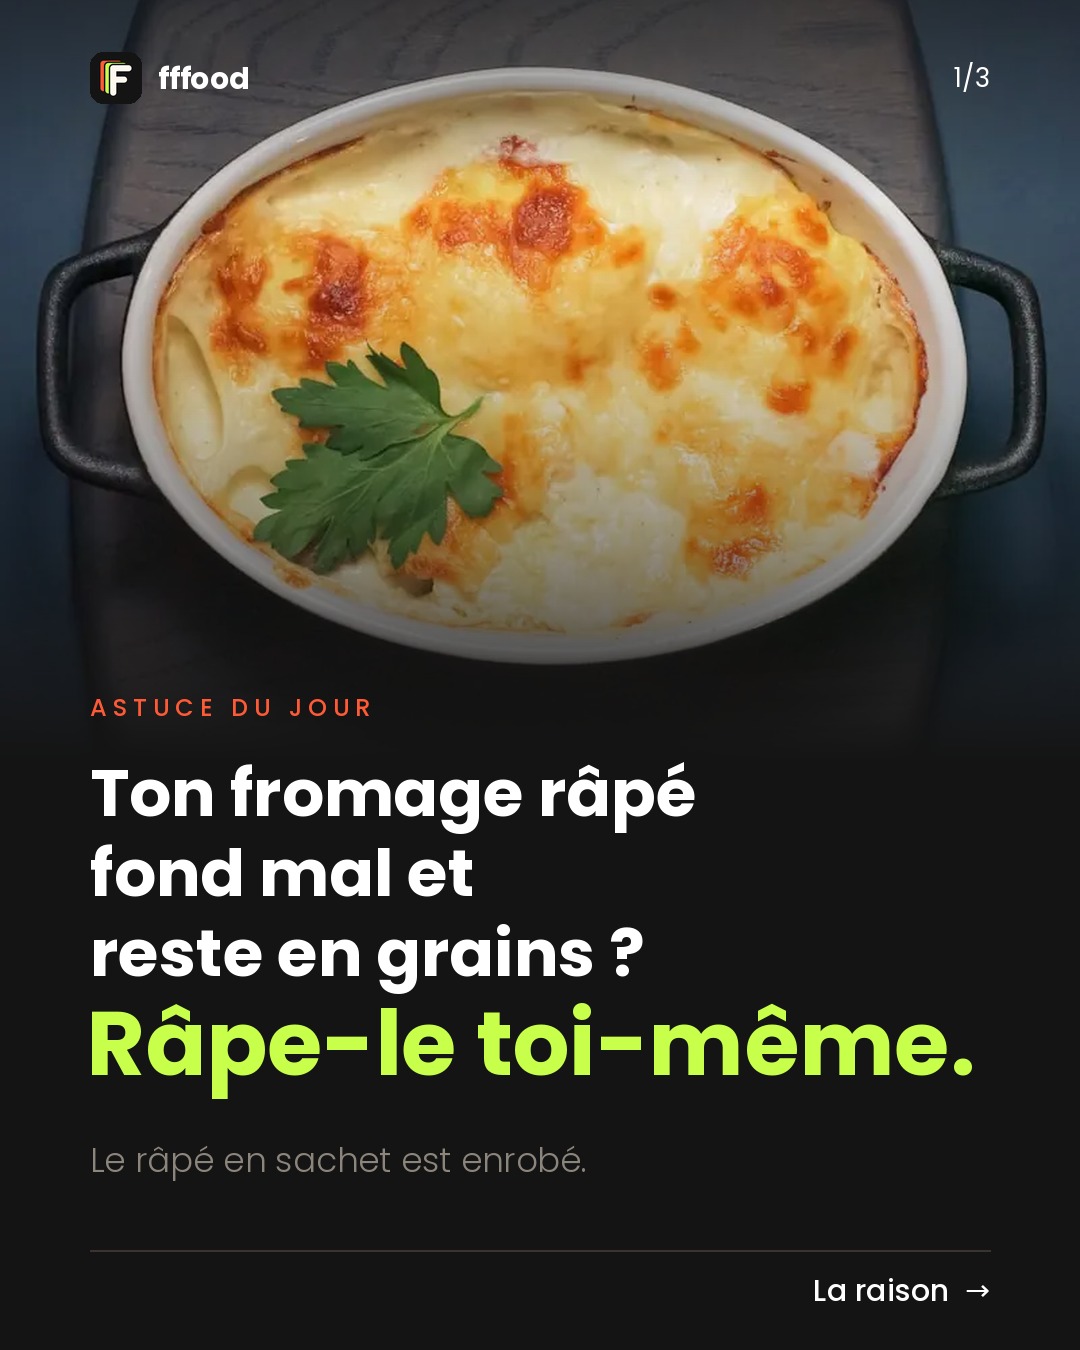 fffood
1/3
ASTUCE DU JOUR
Ton fromage râpé
fond mal et
reste en grains ?
Râpe-le toi-même.
Le râpé en sachet est enrobé.
La raison →